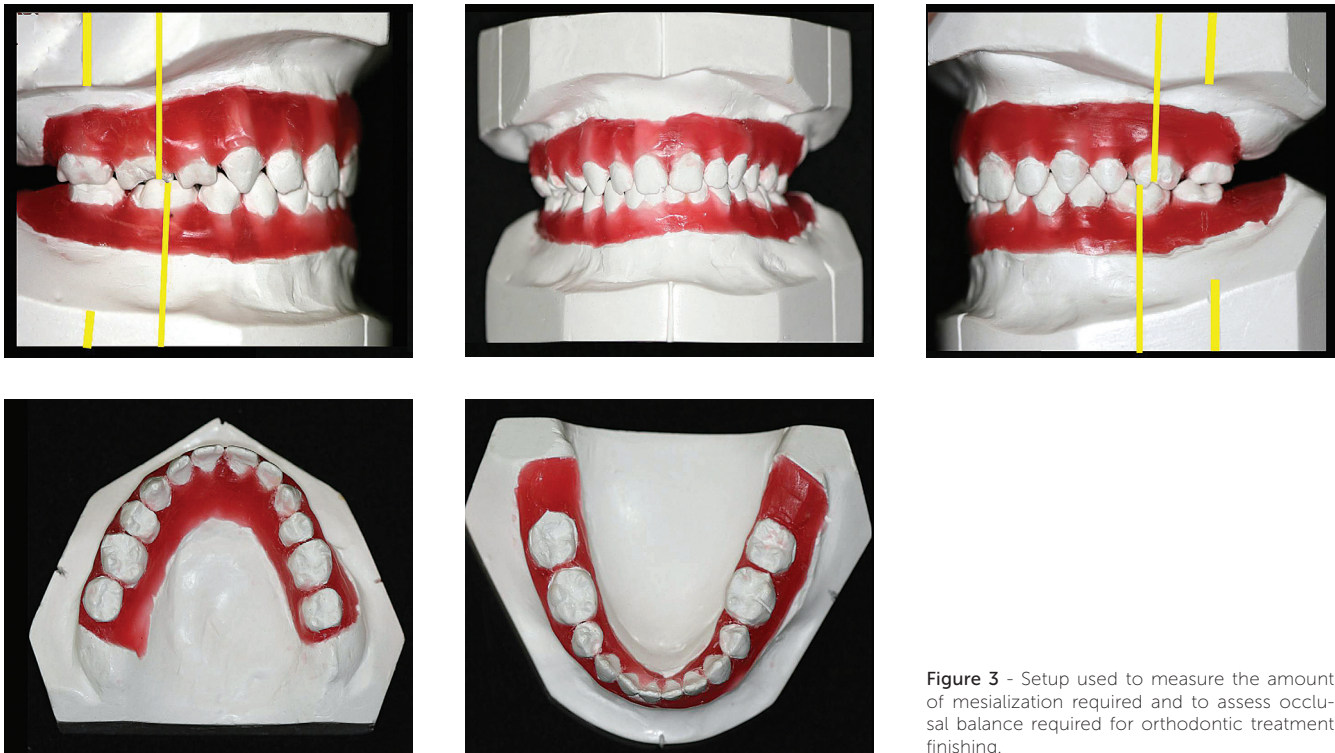 Figure 3 - Setup used to measure the amount
of mesialization required and to assess occlu-
sal balance required for orthodontic treatment
finishing.